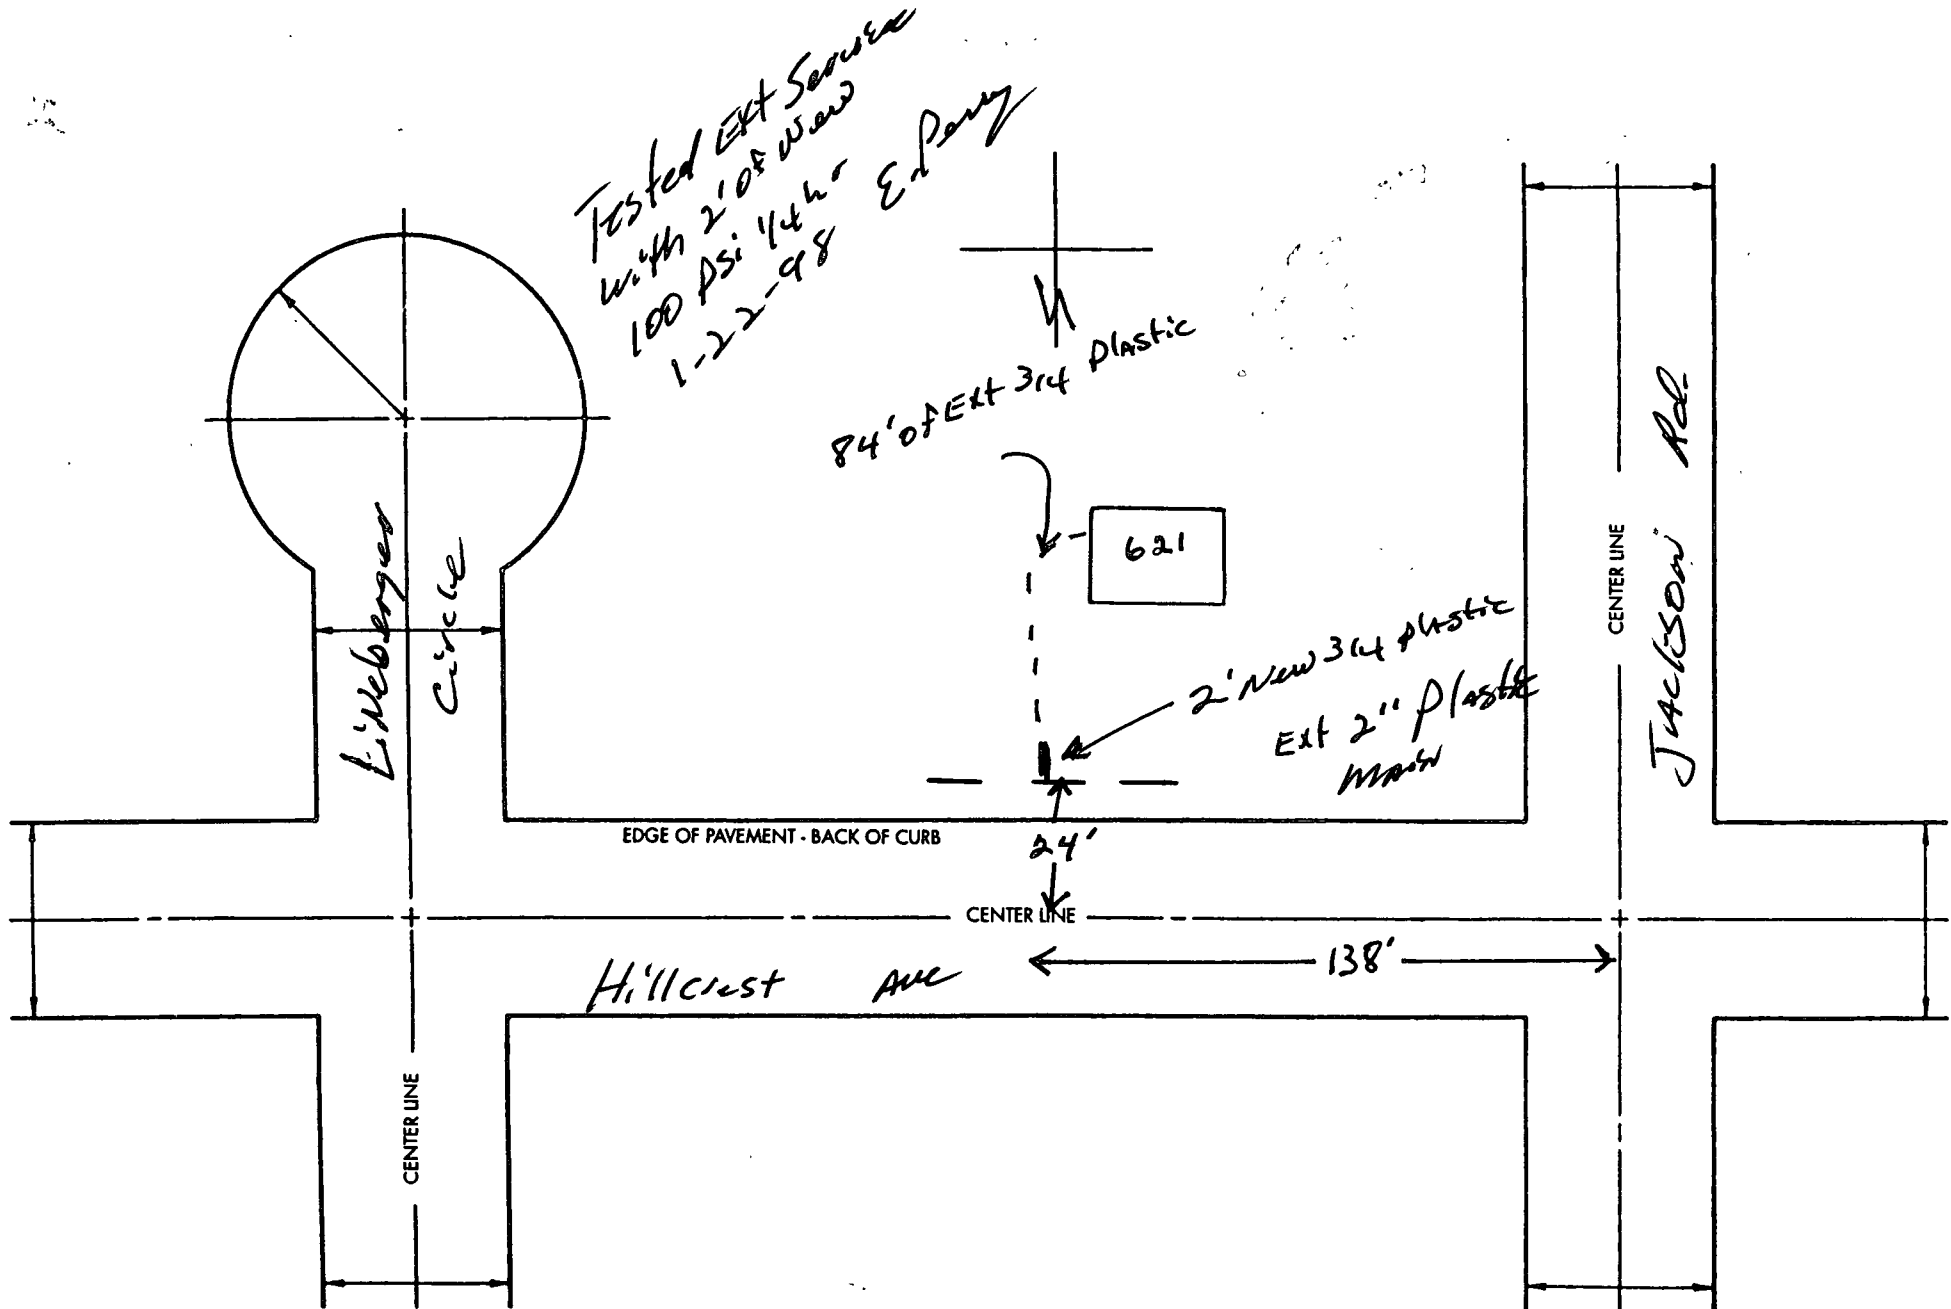 Tested Ext Service
with 2' of New
100 psi 1/4 hr
1-22-98 E. Perry
N
84' of Ext 3/4 plastic
621
2' New 3/4 plastic
Ext 2" Plastic
Main
Lineberger
Circle
Jackson Rd.
CENTER LINE
EDGE OF PAVEMENT - BACK OF CURB
24'
CENTER LINE
138'
Hillcrest Ave
CENTER LINE